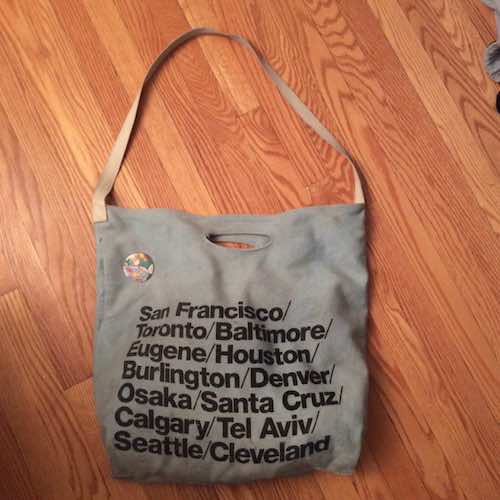 San Francisco/
Toronto/Baltimore/
Eugene/Houston/
Burlington/Denver/
Osaka/Santa Cruz/
Calgary/Tel Aviv/
Seattle/Cleveland